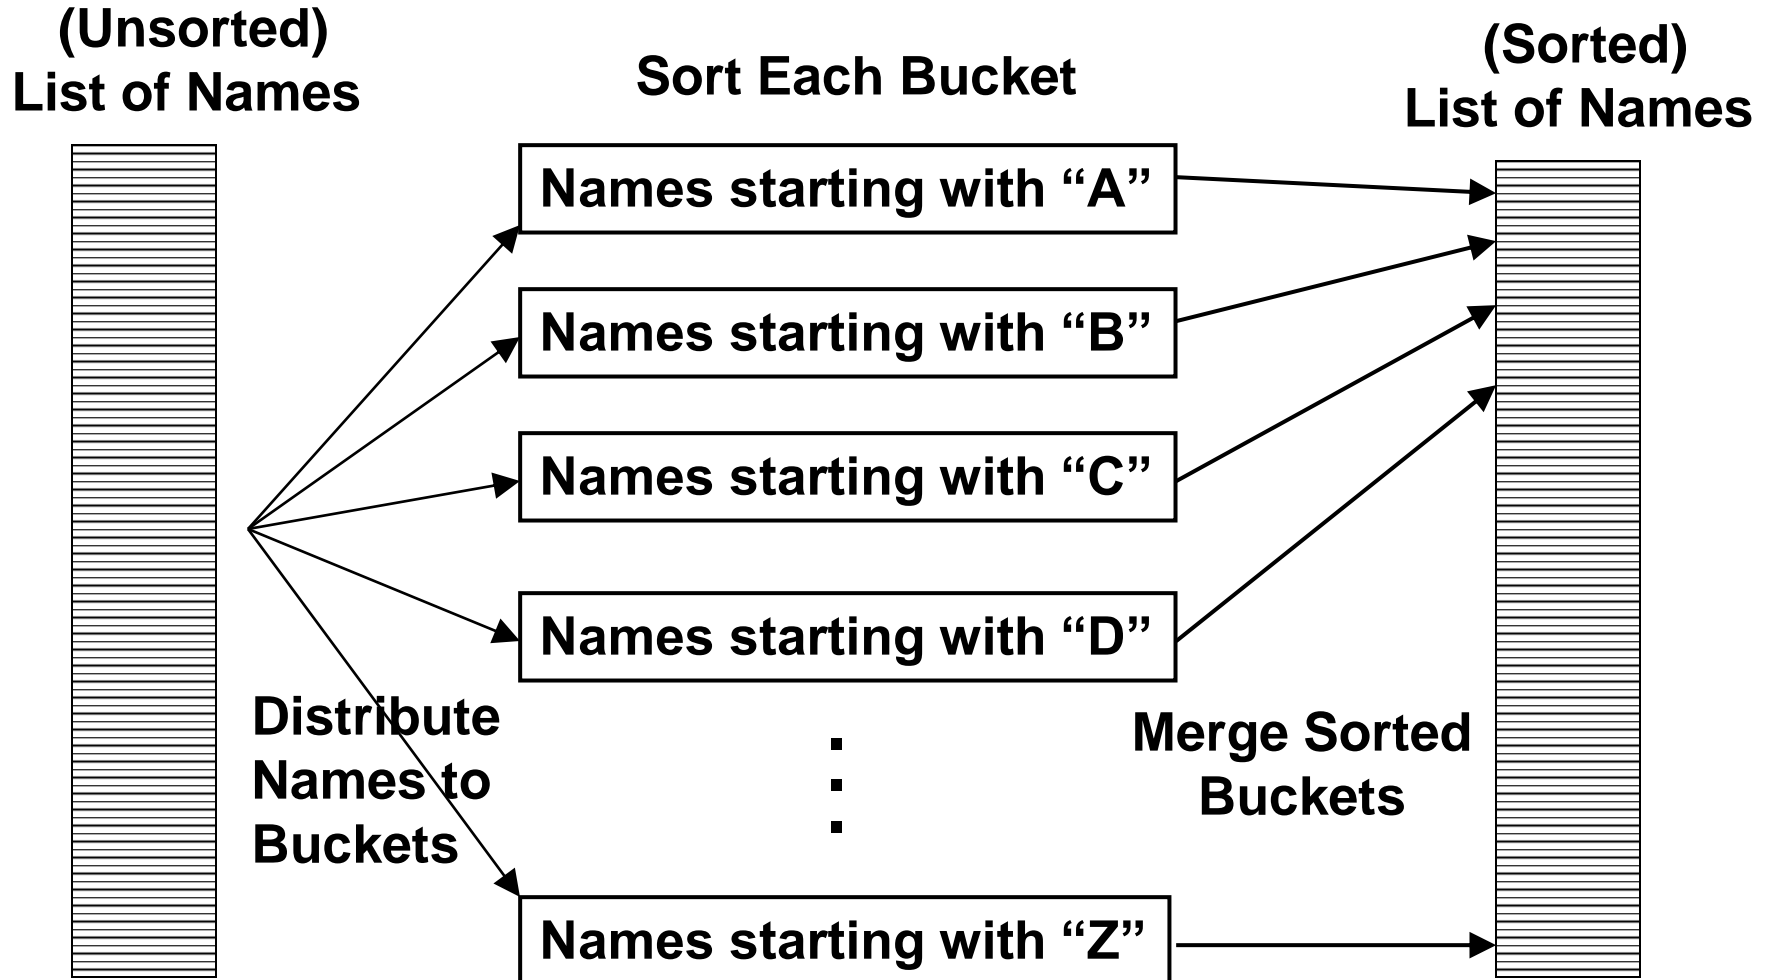 (Unsorted)
List of Names
Sort Each Bucket
(Sorted)
List of Names
Names starting with “A”
Names starting with “B”
Names starting with “C”
Names starting with “D”
Distribute
Names to
Buckets
Merge Sorted
Buckets
Names starting with “Z”